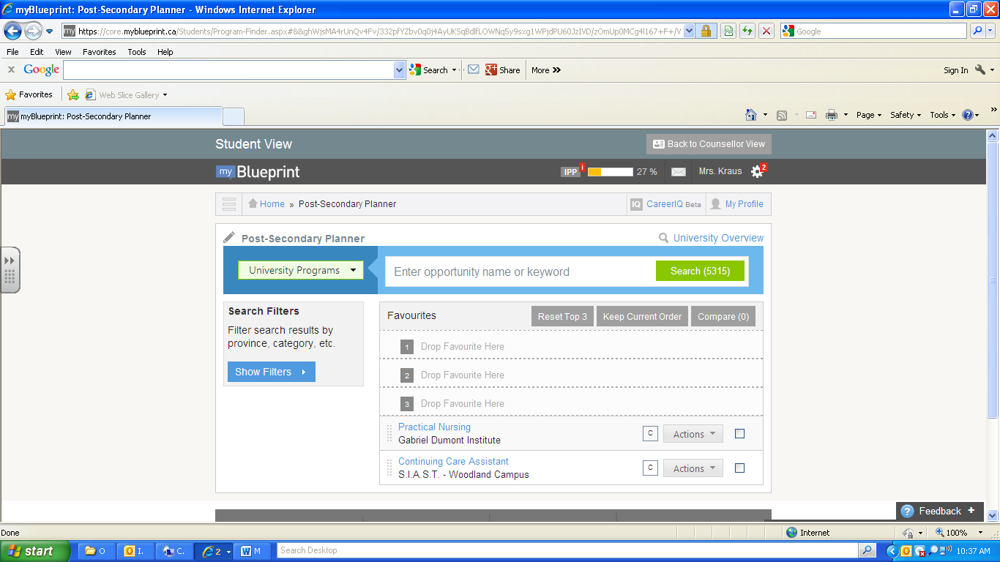 myBlueprint: Post-Secondary Planner - Windows Internet Explorer
my https://core.myblueprint.ca/Students/Program-Finder.aspx#&&ghWjsMA4rUnQv4Fv/332pfYZbv0q0j4AyUKSqBdlfLOWNq5y9sxg1WPjdPU60JzIVD/zOmUp0MCg4l167+F+/V Google
File Edit View Favorites Tools Help
x Google Search Share More >> Sign In
Favorites Web Slice Gallery
my myBlueprint: Post-Secondary Planner Page Safety Tools
Student View Back to Counsellor View
my Blueprint IPP i 27 % Mrs. Kraus 2
Home » Post-Secondary Planner IQ CareerIQ Beta My Profile
Post-Secondary Planner University Overview
University Programs Enter opportunity name or keyword Search (5315)
Search Filters
Filter search results by
province, category, etc.
Show Filters
Favourites Reset Top 3 Keep Current Order Compare (0)
1 Drop Favourite Here
2 Drop Favourite Here
3 Drop Favourite Here
Practical Nursing
Gabriel Dumont Institute C Actions
Continuing Care Assistant
S.I.A.S.T. - Woodland Campus C Actions
? Feedback +
Done Internet 100%
start O I. C. 2 M Search Desktop 10:37 AM